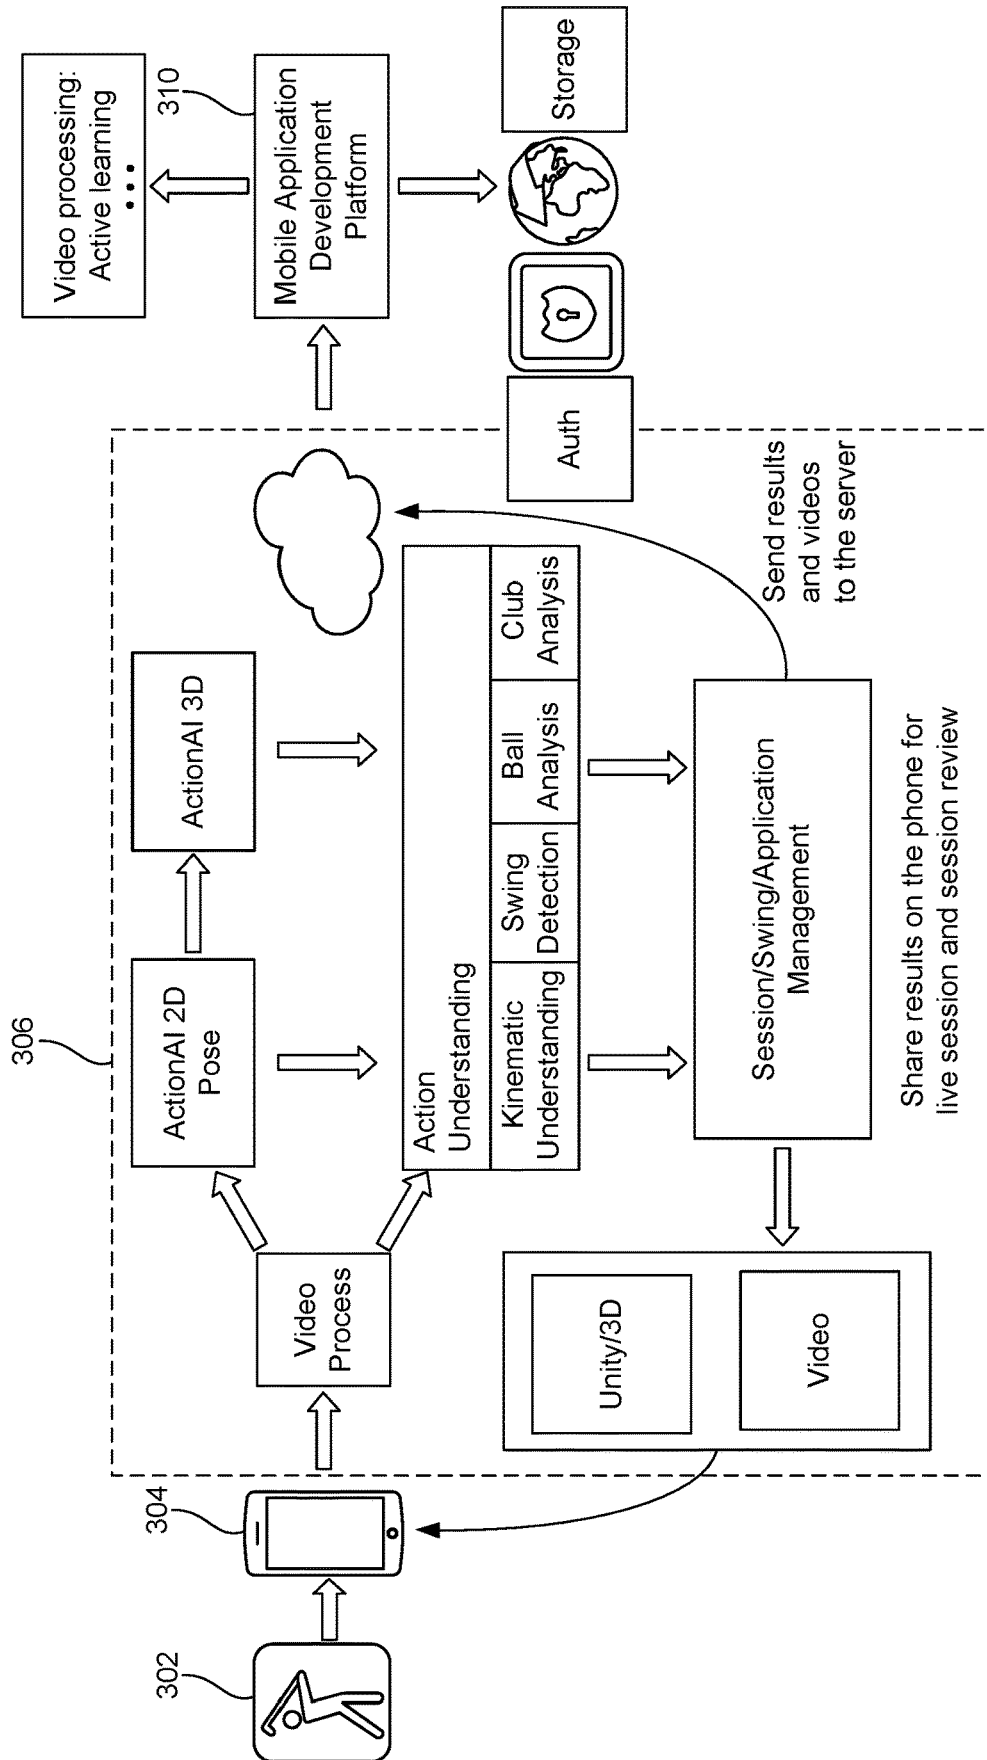 306
302
304
310
Video
Process
ActionAI 2D
Pose
ActionAI 3D
Action
Understanding
Kinematic
Understanding
Swing
Detection
Ball
Analysis
Club
Analysis
Unity/3D
Video
Session/Swing/Application
Management
Send results
and videos
to the server
Share results on the phone for
live session and session review
Video processing:
Active learning
...
Mobile Application
Development
Platform
Auth
Storage